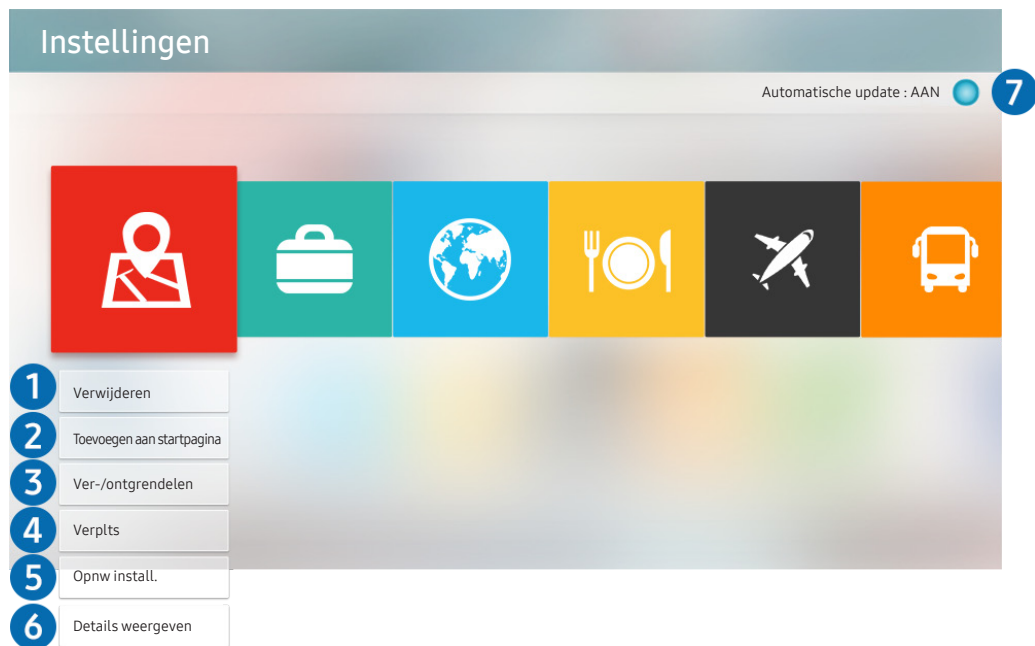 Instellingen
Automatische update : AAN
7
1
Verwijderen
2
Toevoegen aan startpagina
3
Ver-/ontgrendelen
4
Verplts
5
Opnw install.
6
Details weergeven